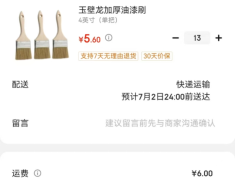 玉壁龙加厚油漆刷
4英寸（单把）
¥5.60
13
支持7天无理由退货 30天价保
配送 快递运输
预计7月2日24:00前送达
留言 建议留言前先与商家沟通确认
运费 ¥6.00